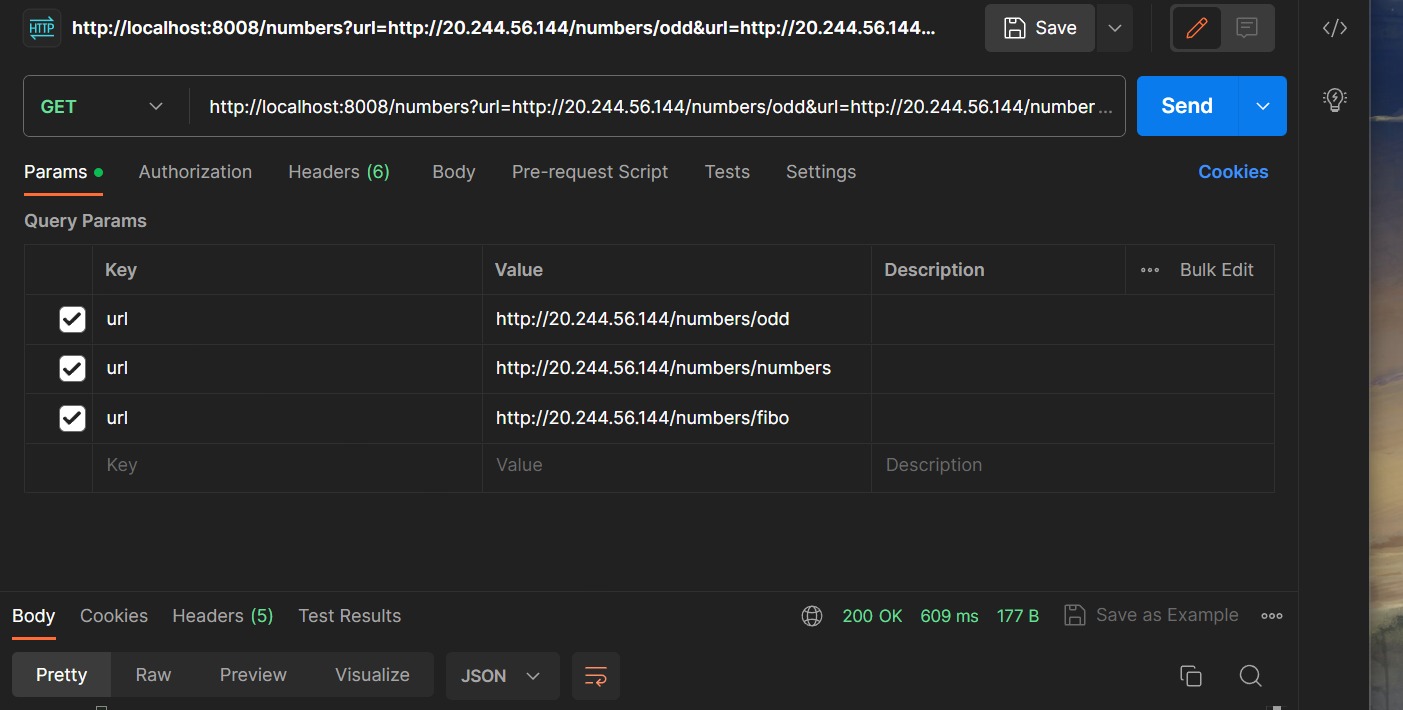 HTTP http://localhost:8008/numbers?url=http://20.244.56.144/numbers/odd&url=http://20.244.56.144... Save
GET http://localhost:8008/numbers?url=http://20.244.56.144/numbers/odd&url=http://20.244.56.144/number ... Send
Params Authorization Headers (6) Body Pre-request Script Tests Settings Cookies
Query Params
Key Value Description Bulk Edit
url http://20.244.56.144/numbers/odd
url http://20.244.56.144/numbers/numbers
url http://20.244.56.144/numbers/fibo
Key Value Description
Body Cookies Headers (5) Test Results 200 OK 609 ms 177 B Save as Example
Pretty Raw Preview Visualize JSON